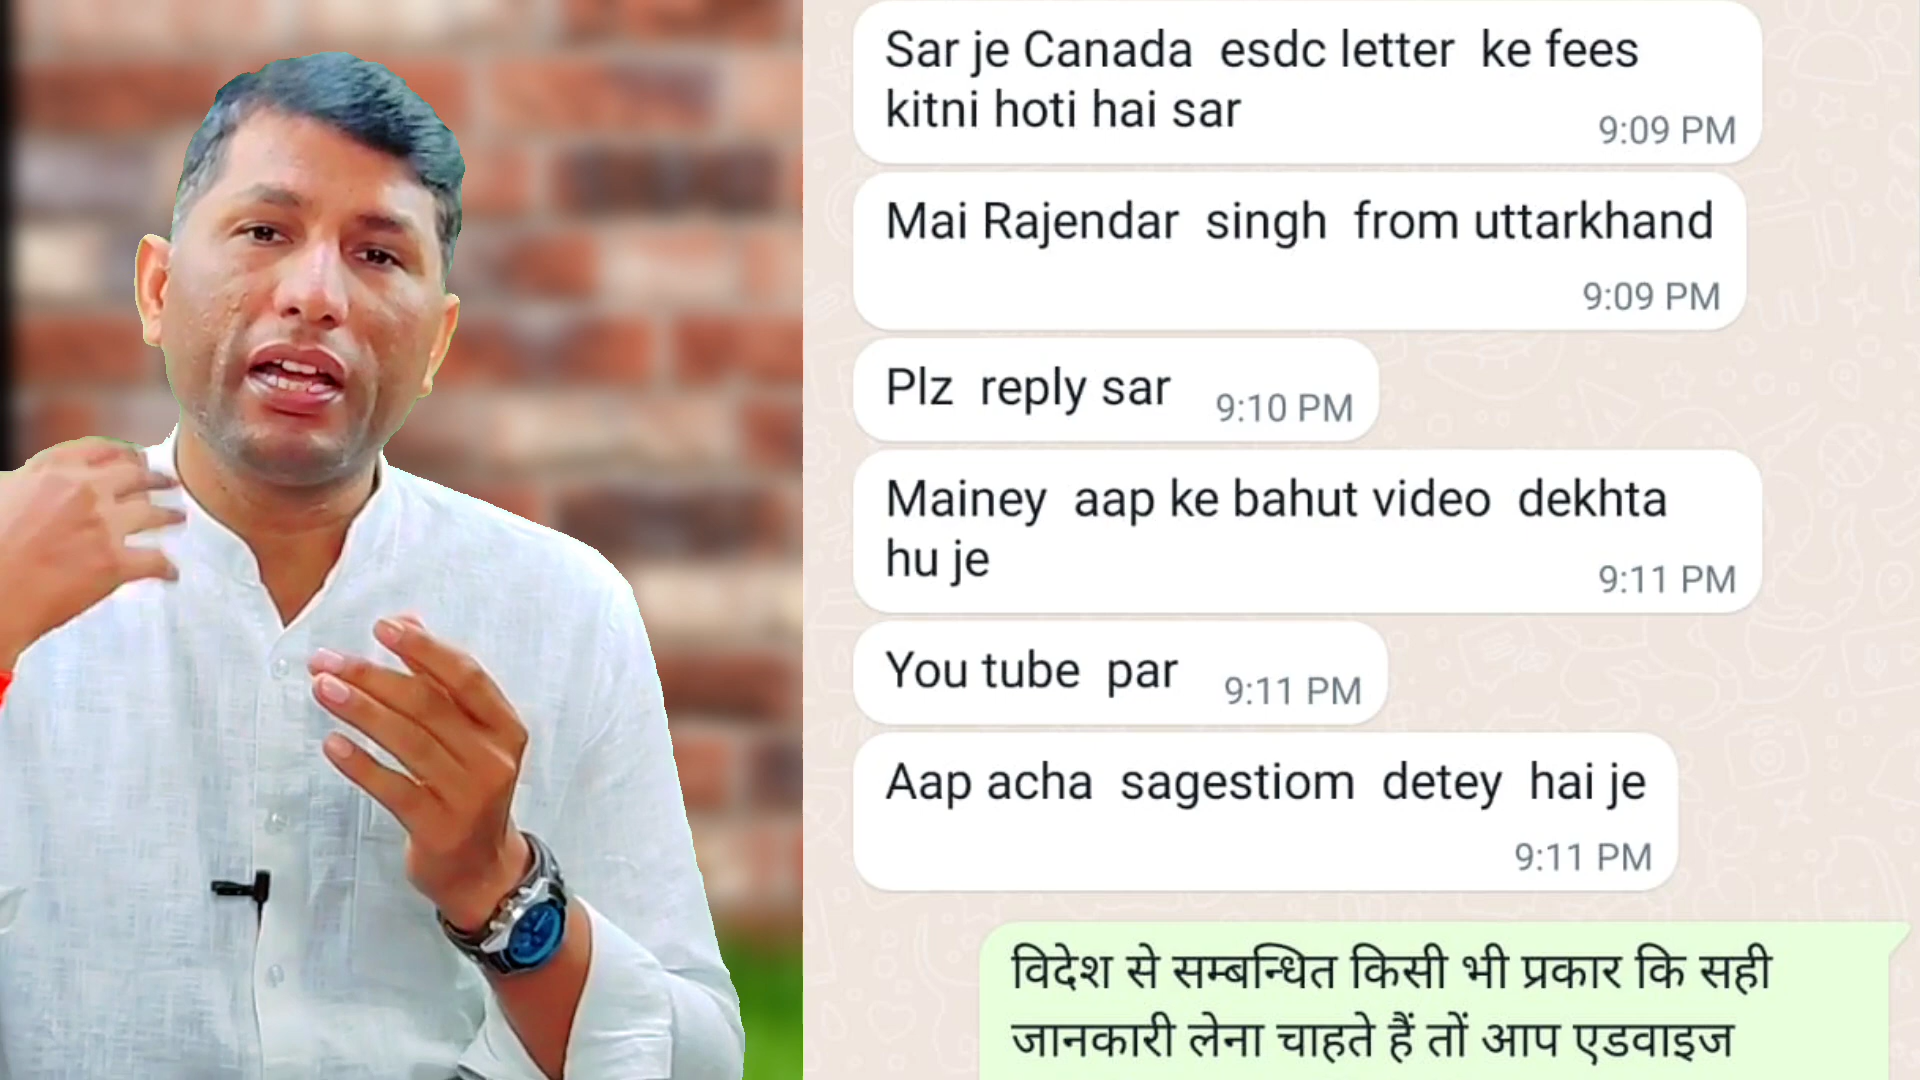 Sar je Canada esdc letter ke fees
kitni hoti hai sar
9:09 PM
Mai Rajendar singh from uttarkhand
9:09 PM
Plz reply sar 9:10 PM
Mainey aap ke bahut video dekhta
hu je
9:11 PM
You tube par 9:11 PM
Aap acha sagestiom detey hai je
9:11 PM
विदेश से सम्बन्धित किसी भी प्रकार कि सही
जानकारी लेना चाहते हैं तों आप एडवाइज